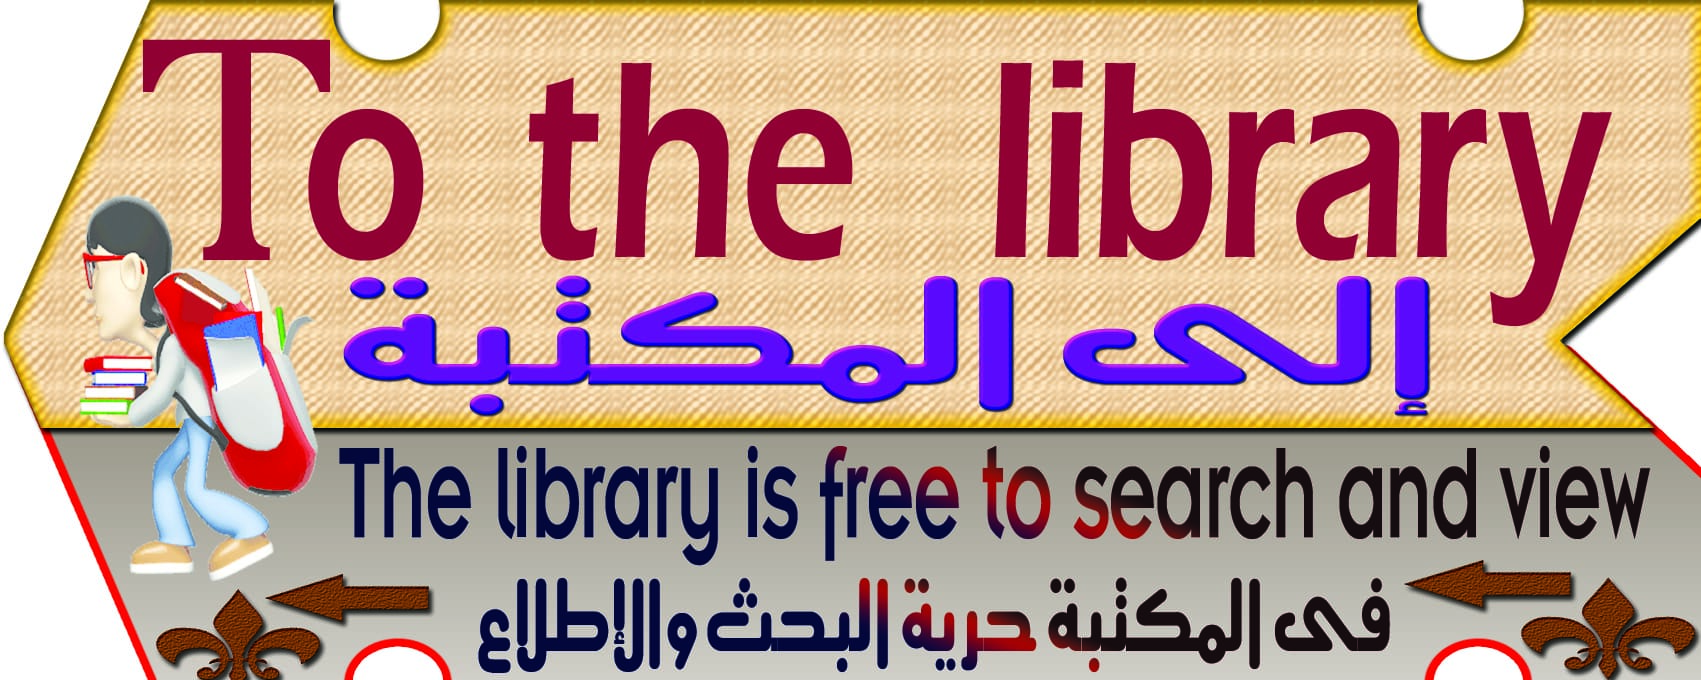 To the library
إلى المكتبة
The library is free to search and view
فى المكتبة حرية البحث والإطلاع